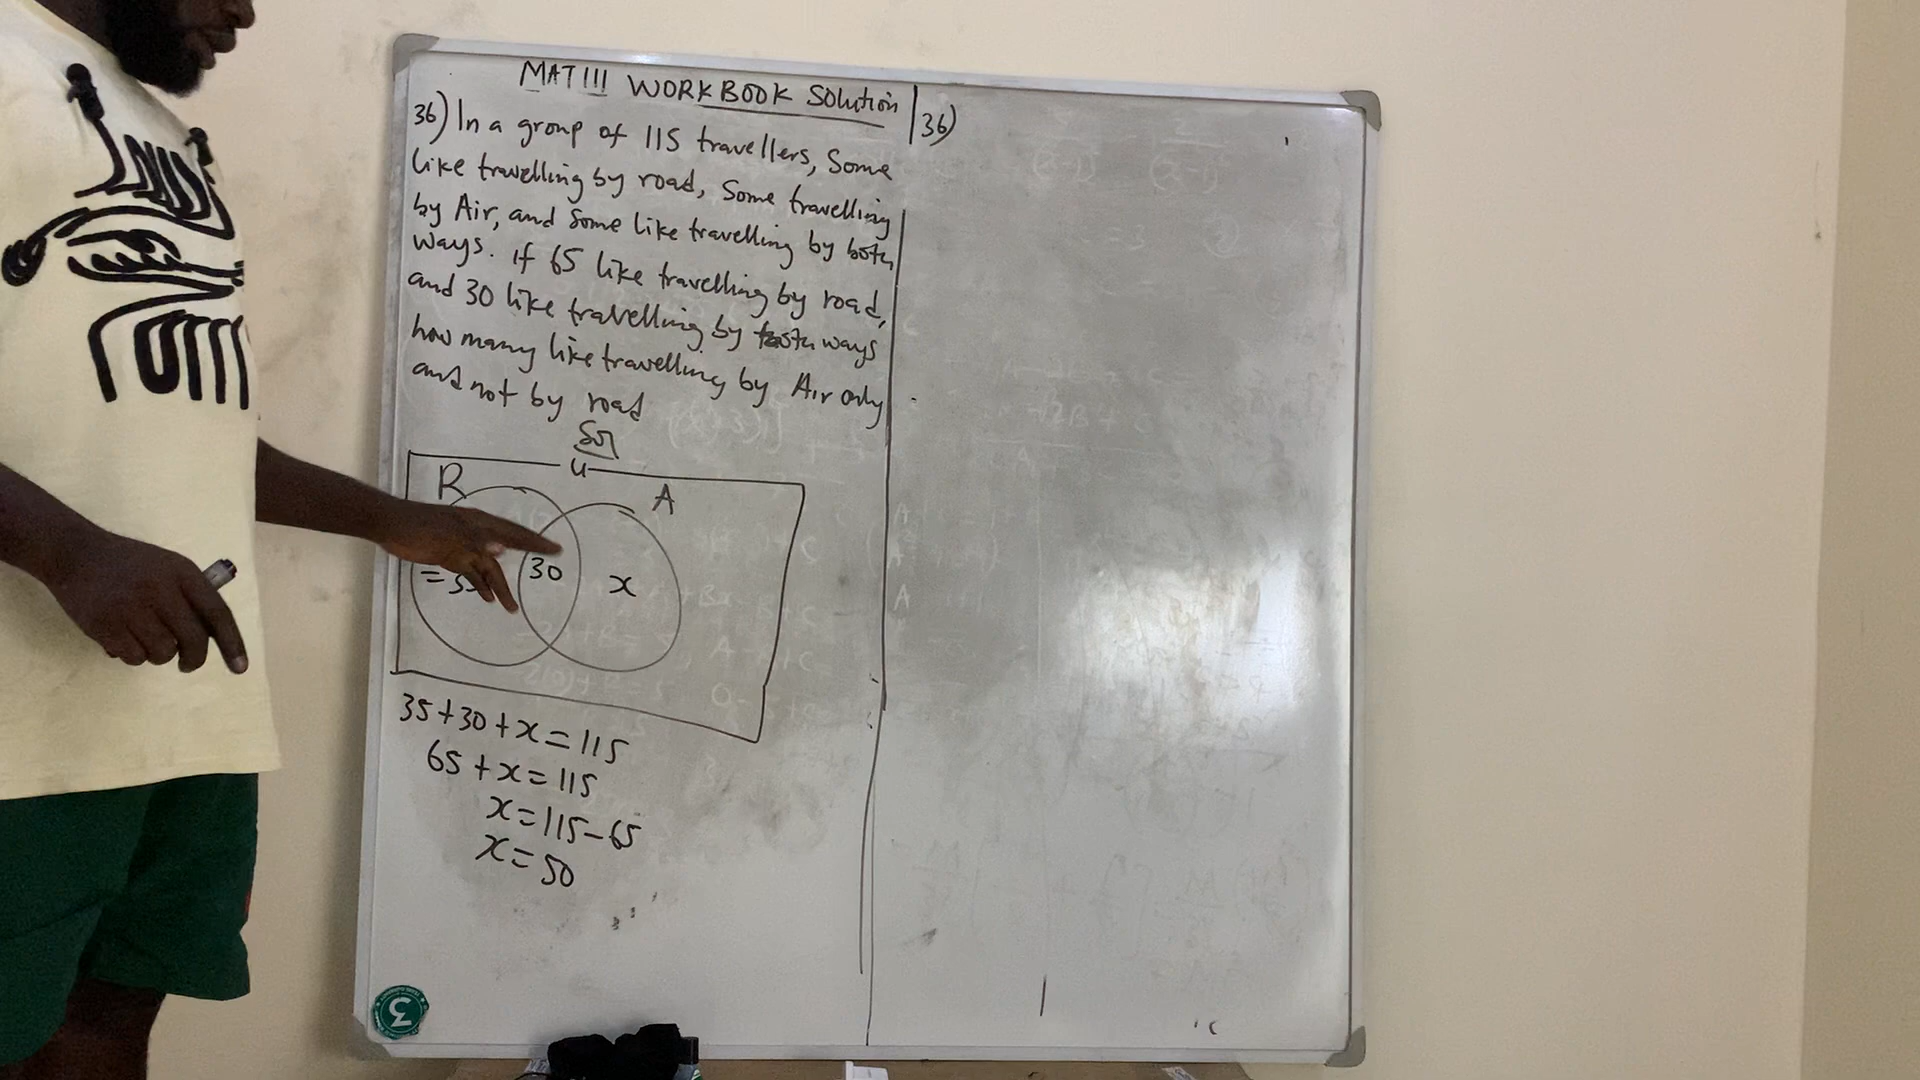 MAT111 WORKBOOK Solution
36) In a group of 115 travellers, Some
like travelling by road, Some travelling
by Air, and Some like travelling by both
ways. if 65 like travelling by road,
and 30 like travelling by both ways
how many like travelling by Air only
and not by road
Sol
U
R
A
30
x
35+30+x=115
65+x=115
x=115-65
x=50
36)
3